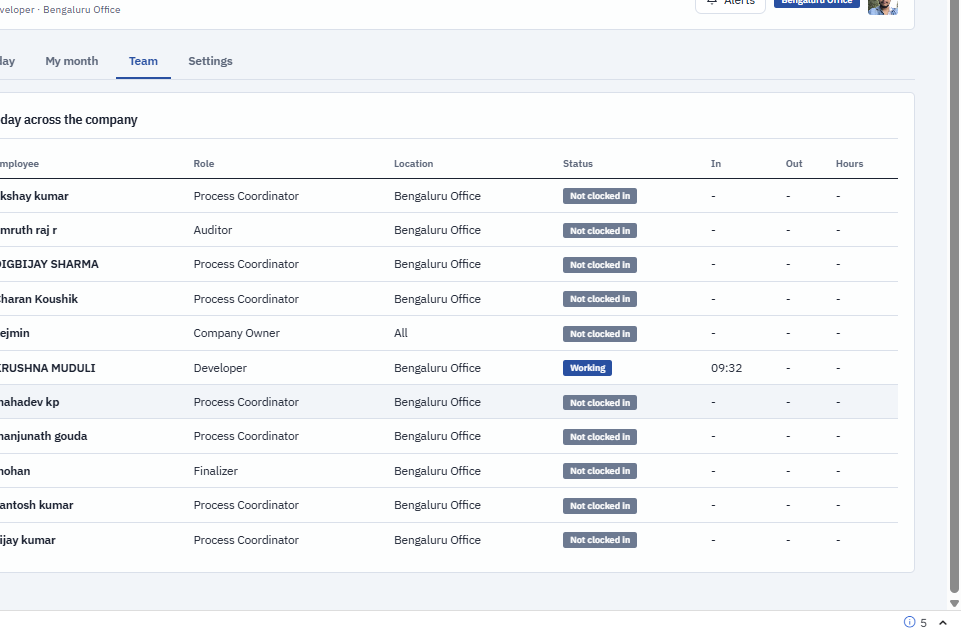 veloper · Bengaluru Office
Alerts
Bengaluru Office
day My month Team Settings
day across the company
mployee Role Location Status In Out Hours
kshay kumar Process Coordinator Bengaluru Office Not clocked in - - -
mruth raj r Auditor Bengaluru Office Not clocked in - - -
DIGBIJAY SHARMA Process Coordinator Bengaluru Office Not clocked in - - -
Charan Koushik Process Coordinator Bengaluru Office Not clocked in - - -
ejmin Company Owner All Not clocked in - - -
KRUSHNA MUDULI Developer Bengaluru Office Working 09:32 - -
mahadev kp Process Coordinator Bengaluru Office Not clocked in - - -
manjunath gouda Process Coordinator Bengaluru Office Not clocked in - - -
mohan Finalizer Bengaluru Office Not clocked in - - -
antosh kumar Process Coordinator Bengaluru Office Not clocked in - - -
ijay kumar Process Coordinator Bengaluru Office Not clocked in - - -
5